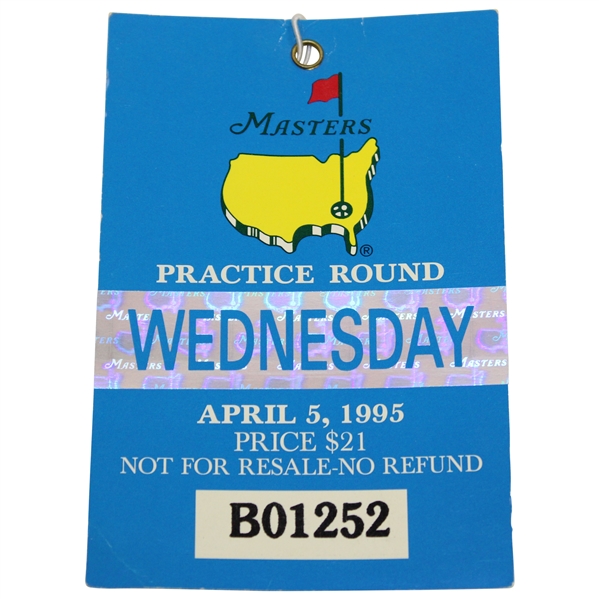 MASTERS
®
PRACTICE ROUND
WEDNESDAY
APRIL 5, 1995
PRICE $21
NOT FOR RESALE-NO REFUND
B01252